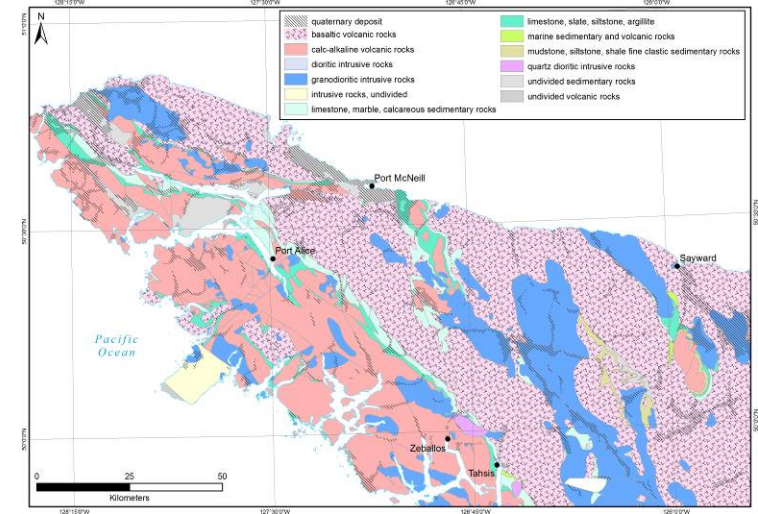 128°15'0"W
127°30'0"W
126°45'0"W
126°0'0"W
51°0'0"N
N
quaternary deposit
basaltic volcanic rocks
calc-alkaline volcanic rocks
dioritic intrusive rocks
granodioritic intrusive rocks
intrusive rocks, undivided
limestone, marble, calcareous sedimentary rocks
limestone, slate, siltstone, argillite
marine sedimentary and volcanic rocks
mudstone, siltstone, shale fine clastic sedimentary rocks
quartz dioritic intrusive rocks
undivided sedimentary rocks
undivided volcanic rocks
Port McNeill
50°30'0"N
50°30'0"N
Port Alice
Sayward
Pacific
Ocean
50°0'0"N
50°0'0"N
Zeballos
Tahsis
0
25
50
Kilometers
128°15'0"W
127°30'0"W
126°45'0"W
126°0'0"W